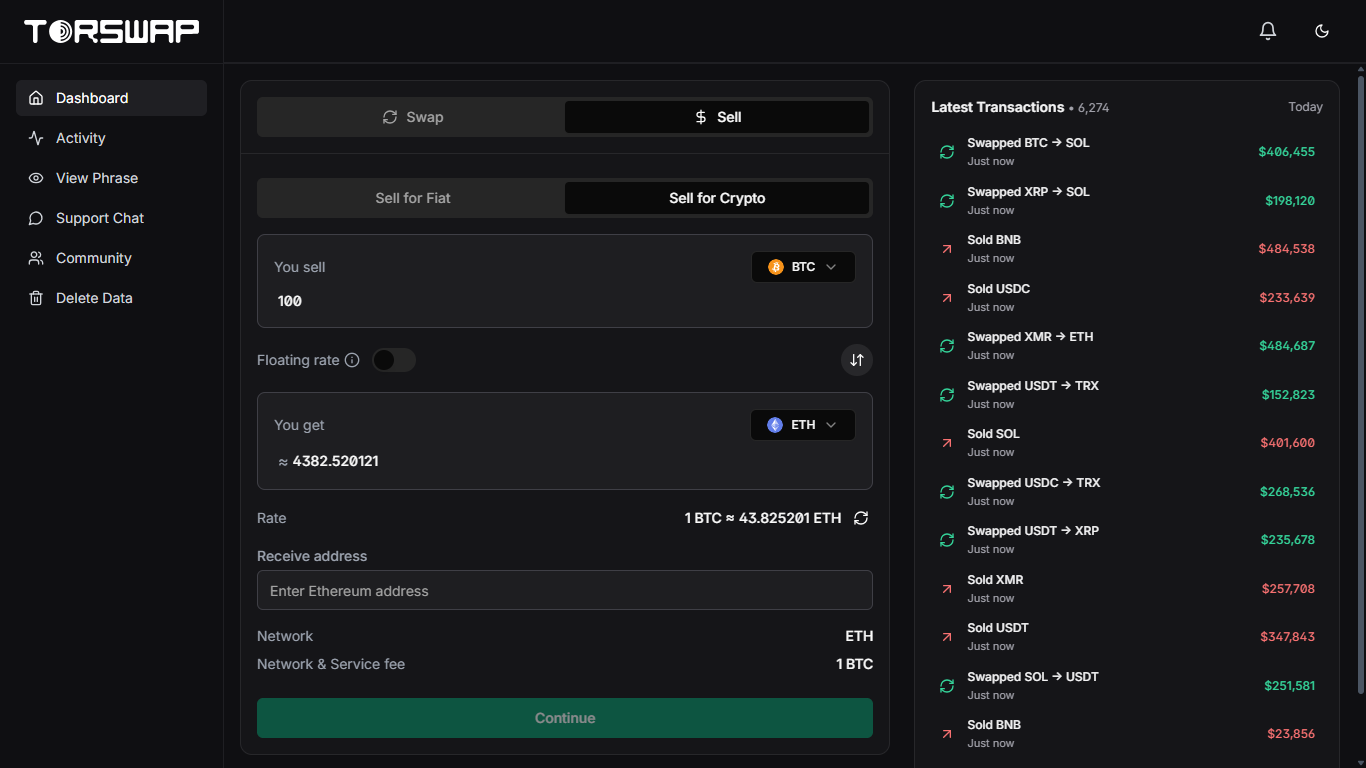 TORSWAP
Dashboard
Activity
View Phrase
Support Chat
Community
Delete Data
Swap
Sell
Sell for Fiat
Sell for Crypto
You sell
BTC
100
Floating rate
You get
ETH
≈ 4382.520121
Rate
1 BTC ≈ 43.825201 ETH
Receive address
Enter Ethereum address
Network
ETH
Network & Service fee
1 BTC
Continue
Latest Transactions • 6,274
Today
Swapped BTC → SOL
Just now
$406,455
Swapped XRP → SOL
Just now
$198,120
Sold BNB
Just now
$484,538
Sold USDC
Just now
$233,639
Swapped XMR → ETH
Just now
$484,687
Swapped USDT → TRX
Just now
$152,823
Sold SOL
Just now
$401,600
Swapped USDC → TRX
Just now
$268,536
Swapped USDT → XRP
Just now
$235,678
Sold XMR
Just now
$257,708
Sold USDT
Just now
$347,843
Swapped SOL → USDT
Just now
$251,581
Sold BNB
Just now
$23,856